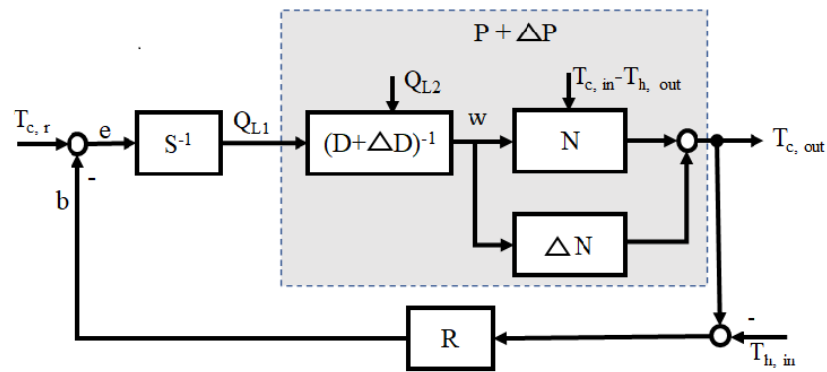 P + △P
Q_L2
T_c, in-T_h, out
T_c, r
e
S⁻¹
Q_L1
(D+△D)⁻¹
w
N
T_c, out
-
b
△ N
R
-
T_h, in